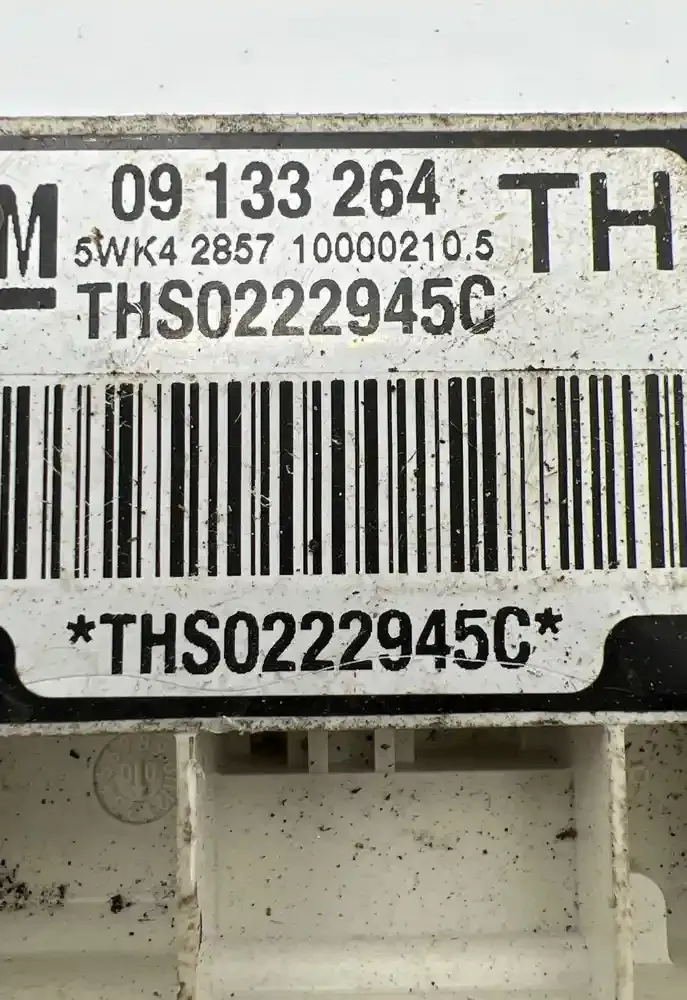 M 09 133 264 TH
5WK4 2857 10000210.5
THS0222945C
*THS0222945C*